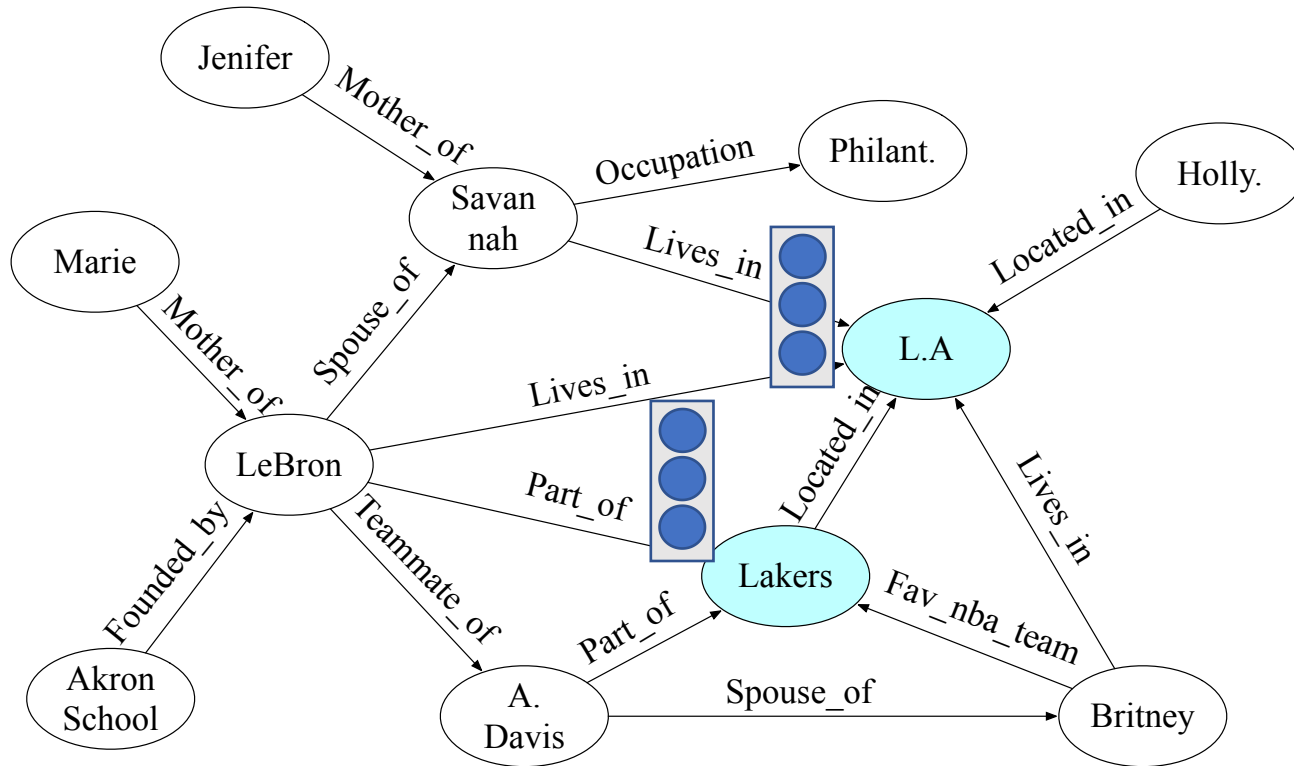 Jenifer
Mother_of
Occupation
Philant.
Holly.
Savan
nah
Located_in
Marie
Lives_in
Mother_of
Spouse_of
L.A
Lives_in
LeBron
Located_in
Part_of
Lives_in
Founded_by
Teammate_of
Lakers
Fav_nba_team
Part_of
Akron
School
A.
Davis
Spouse_of
Britney